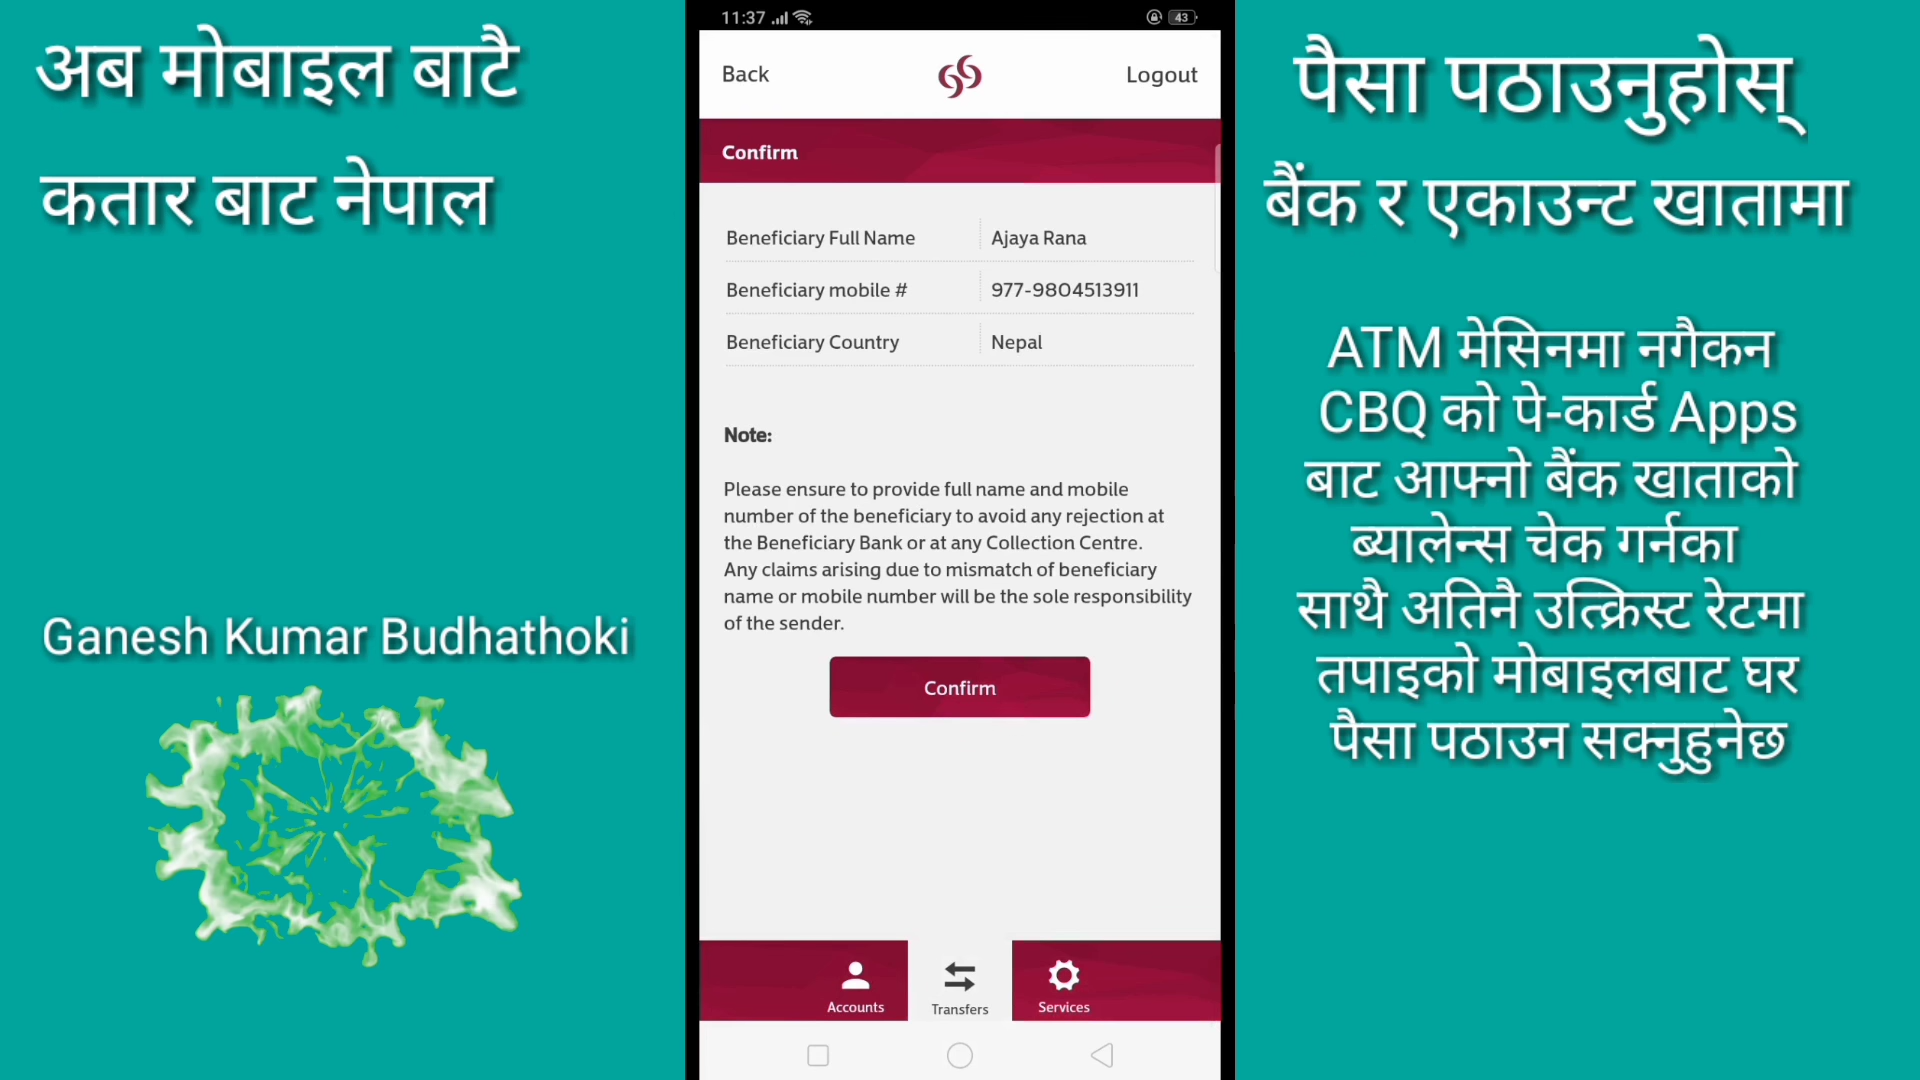 अब मोबाइल बाटै
कतार बाट नेपाल
Ganesh Kumar Budhathoki
11:37
43
Back
Logout
Confirm
Beneficiary Full Name Ajaya Rana
Beneficiary mobile # 977-9804513911
Beneficiary Country Nepal
Note:
Please ensure to provide full name and mobile
number of the beneficiary to avoid any rejection at
the Beneficiary Bank or at any Collection Centre.
Any claims arising due to mismatch of beneficiary
name or mobile number will be the sole responsibility
of the sender.
Confirm
Accounts
Transfers
Services
पैसा पठाउनुहोस्
बैंक र एकाउन्ट खातामा
ATM मेसिनमा नगैकन
CBQ को पे-कार्ड Apps
बाट आफ्नो बैंक खाताको
ब्यालेन्स चेक गर्नका
साथै अतिनै उत्क्रिस्ट रेटमा
तपाइको मोबाइलबाट घर
पैसा पठाउन सक्नुहुनेछ